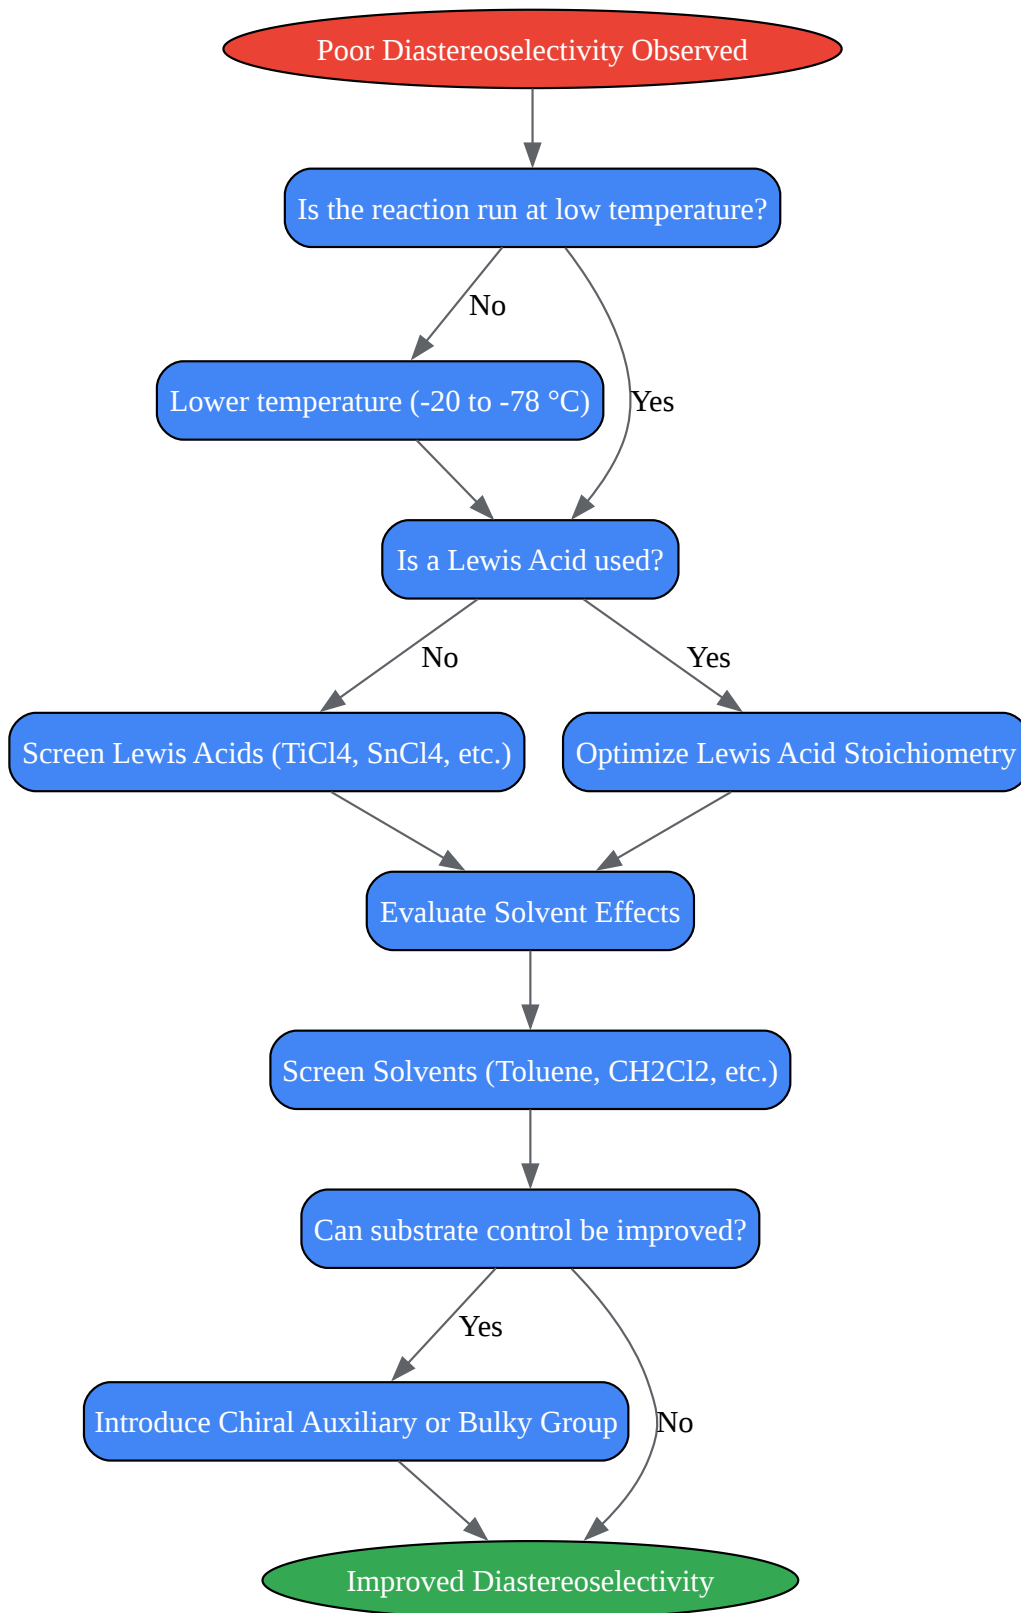 Poor Diastereoselectivity Observed
Is the reaction run at low temperature?
No
Lower temperature (-20 to -78 °C)
Yes
Is a Lewis Acid used?
No
Yes
Screen Lewis Acids (TiCl4, SnCl4, etc.)
Optimize Lewis Acid Stoichiometry
Evaluate Solvent Effects
Screen Solvents (Toluene, CH2Cl2, etc.)
Can substrate control be improved?
Yes
Introduce Chiral Auxiliary or Bulky Group
No
Improved Diastereoselectivity